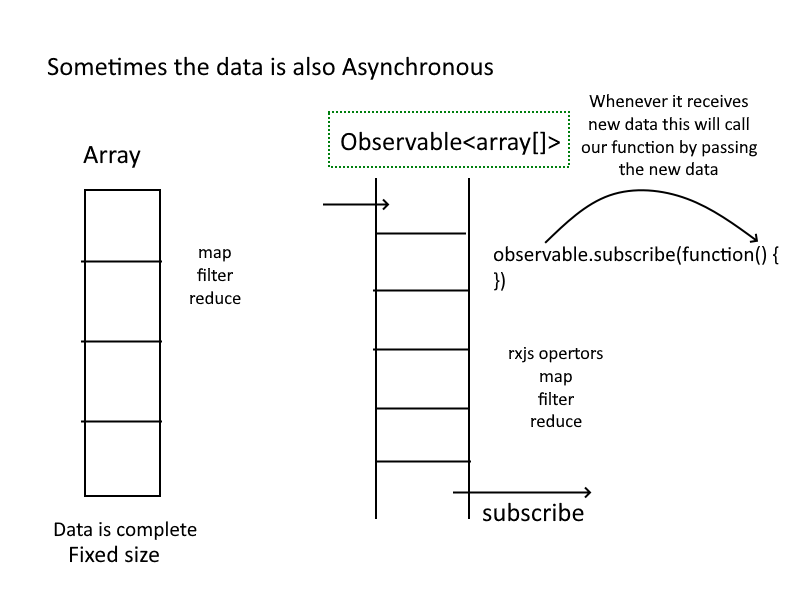 Sometimes the data is also Asynchronous
Array
map
filter
reduce
Data is complete
Fixed size
Observable<array[]>
Whenever it receives
new data this will call
our function by passing
the new data
observable.subscribe(function() {
})
rxjs opertors
map
filter
reduce
subscribe